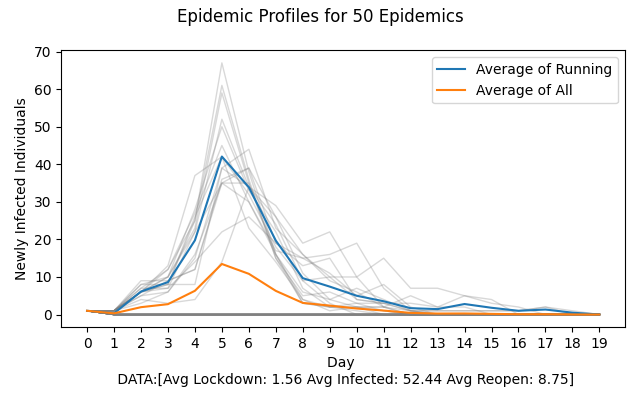 Epidemic Profiles for 50 Epidemics
70
60
50
40
30
20
10
0
Newly Infected Individuals
Average of Running
Average of All
0 1 2 3 4 5 6 7 8 9 10 11 12 13 14 15 16 17 18 19
Day
DATA:[Avg Lockdown: 1.56 Avg Infected: 52.44 Avg Reopen: 8.75]